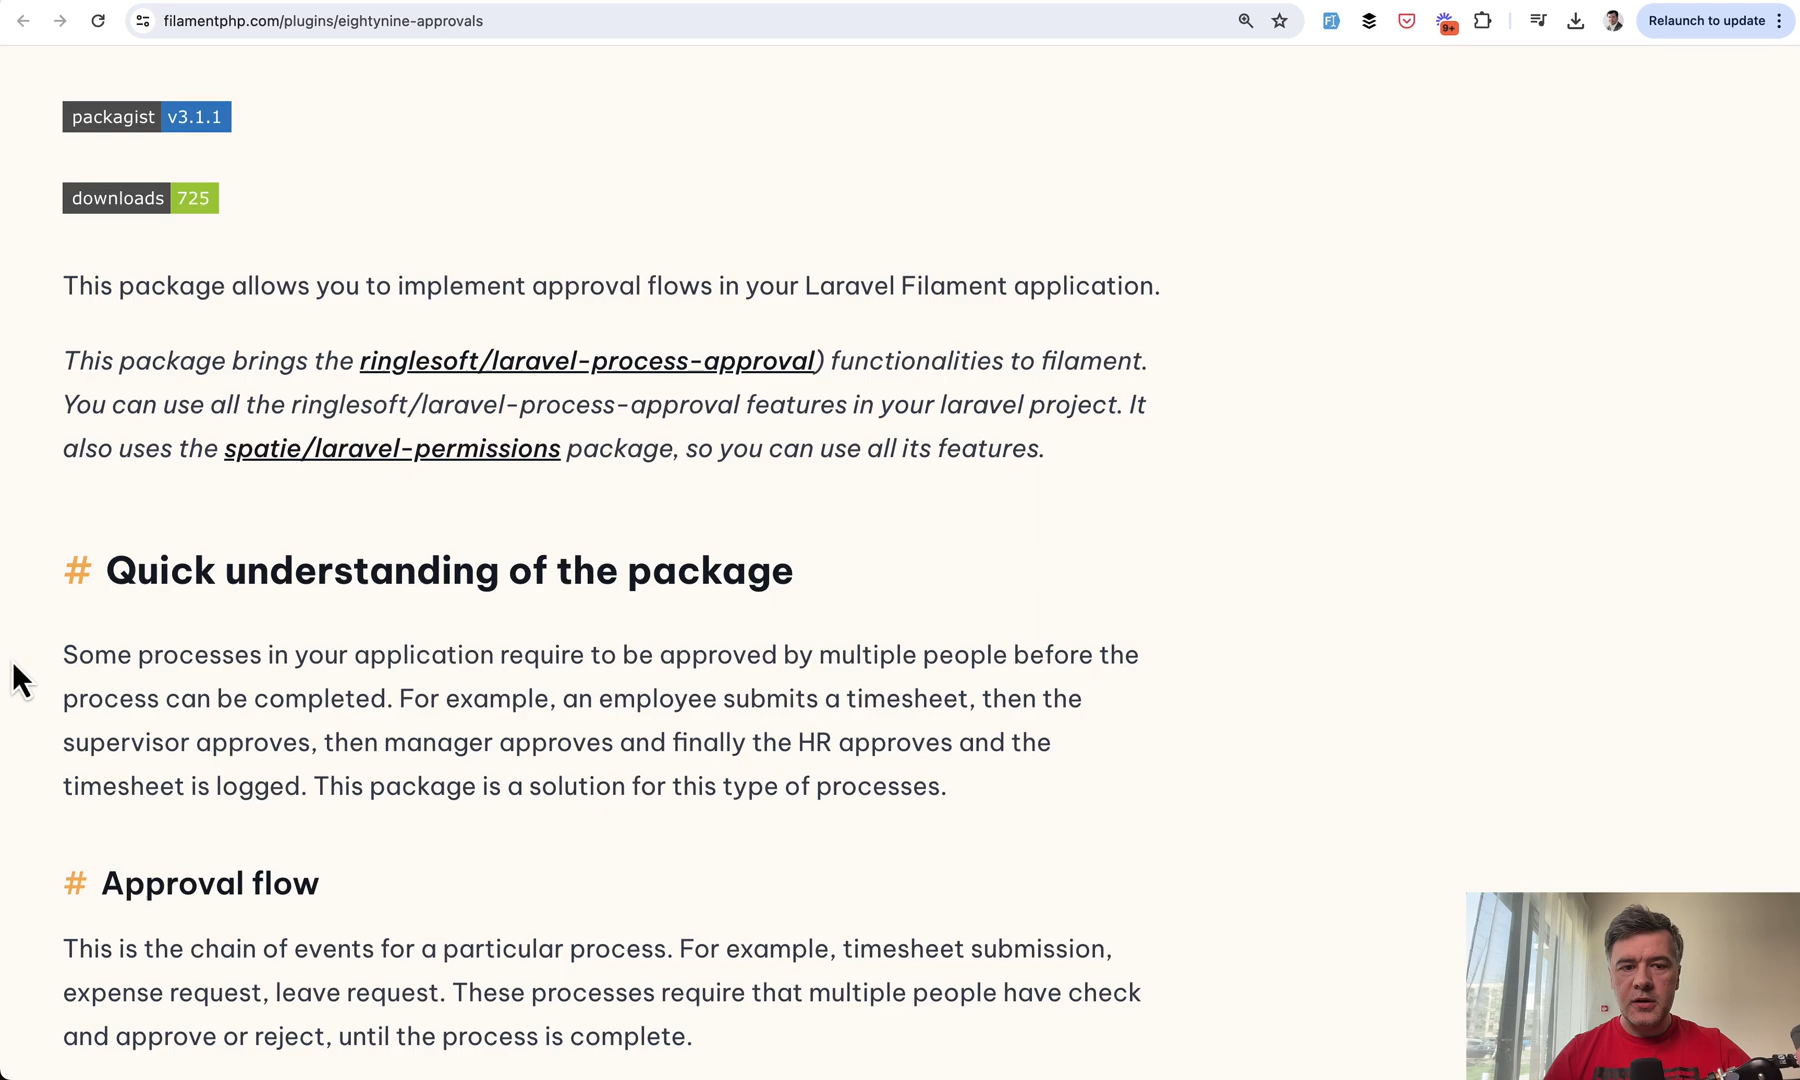 filamentphp.com/plugins/eightynine-approvals
9+
Relaunch to update
packagist v3.1.1
downloads 725
This package allows you to implement approval flows in your Laravel Filament application.
This package brings the ringlesoft/laravel-process-approval) functionalities to filament.
You can use all the ringlesoft/laravel-process-approval features in your laravel project. It
also uses the spatie/laravel-permissions package, so you can use all its features.
# Quick understanding of the package
Some processes in your application require to be approved by multiple people before the
process can be completed. For example, an employee submits a timesheet, then the
supervisor approves, then manager approves and finally the HR approves and the
timesheet is logged. This package is a solution for this type of processes.
# Approval flow
This is the chain of events for a particular process. For example, timesheet submission,
expense request, leave request. These processes require that multiple people have check
and approve or reject, until the process is complete.